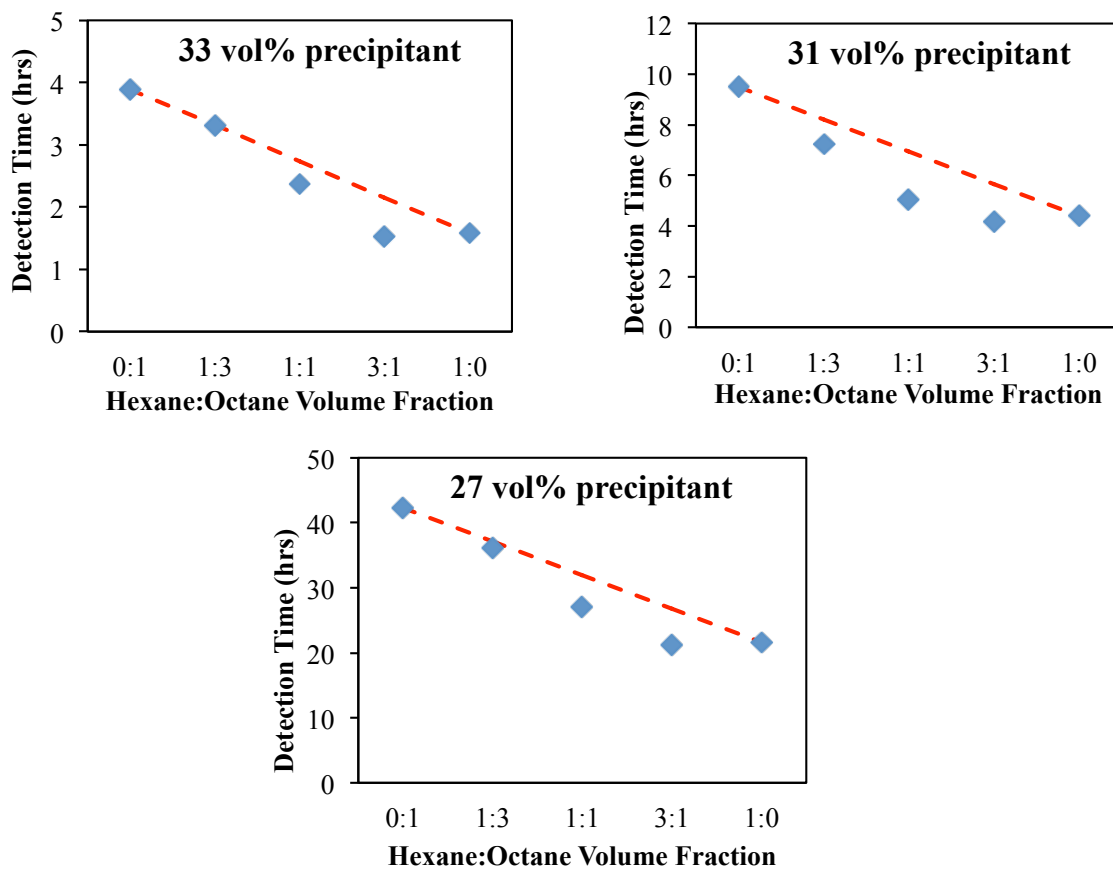 33 vol% precipitant
Detection Time (hrs)
5
4
3
2
1
0
0:1 1:3 1:1 3:1 1:0
Hexane:Octane Volume Fraction
31 vol% precipitant
Detection Time (hrs)
12
10
8
6
4
2
0
0:1 1:3 1:1 3:1 1:0
Hexane:Octane Volume Fraction
27 vol% precipitant
Detection Time (hrs)
50
40
30
20
10
0
0:1 1:3 1:1 3:1 1:0
Hexane:Octane Volume Fraction